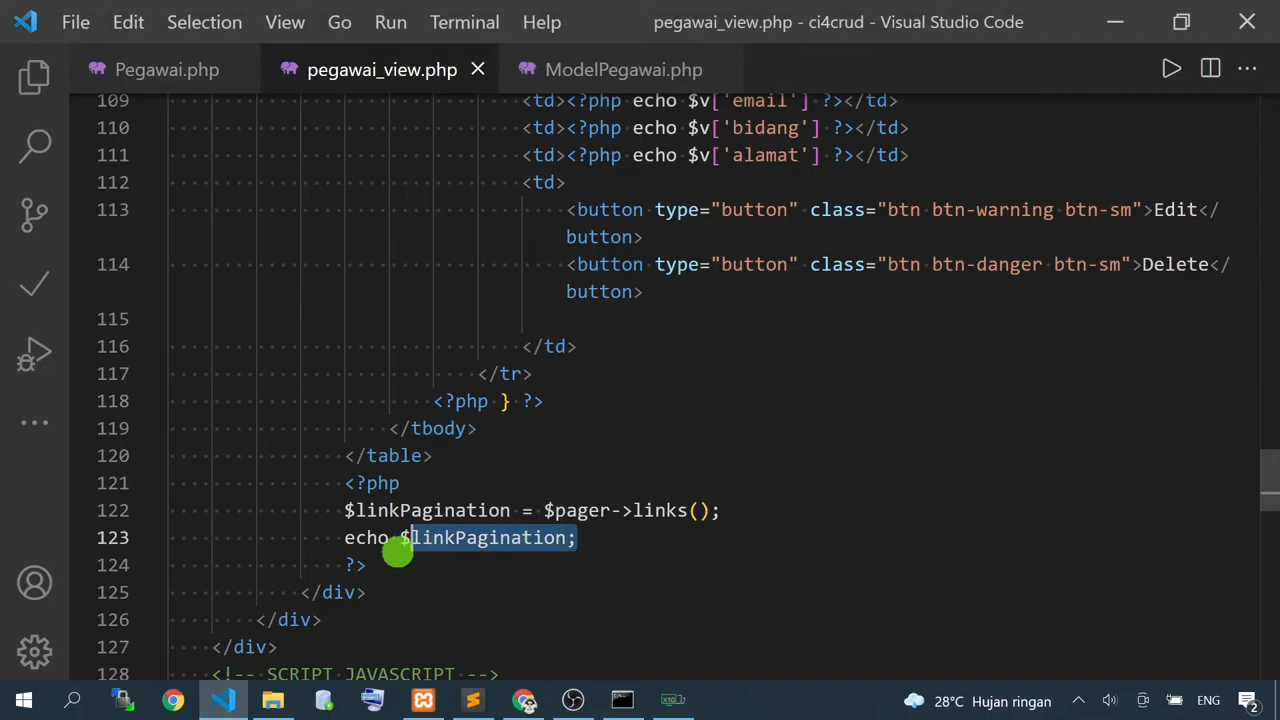 File Edit Selection View Go Run Terminal Help pegawai_view.php - ci4crud - Visual Studio Code
Pegawai.php pegawai_view.php ModelPegawai.php
109 <td><?php echo $v['email'] ?></td>
110 <td><?php echo $v['bidang'] ?></td>
111 <td><?php echo $v['alamat'] ?></td>
112 <td>
113 <button type="button" class="btn btn-warning btn-sm">Edit</
button>
114 <button type="button" class="btn btn-danger btn-sm">Delete</
button>
115
116 </td>
117 </tr>
118 <?php } ?>
119 </tbody>
120 </table>
121 <?php
122 $linkPagination = $pager->links();
123 echo $linkPagination;
124 ?>
125 </div>
126 </div>
127 </div>
128 <!-- SCRIPT JAVASCRIPT -->
28°C Hujan ringan ENG 2